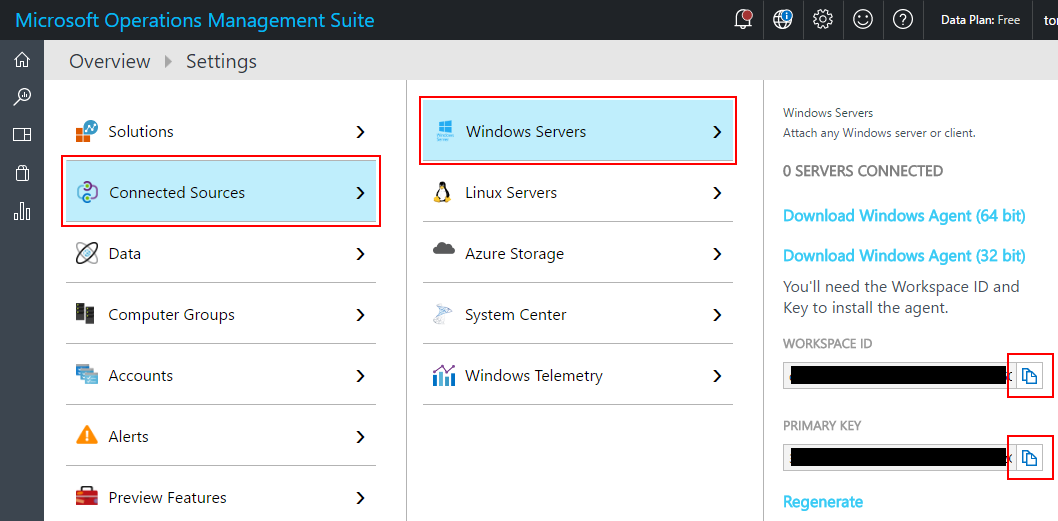 Microsoft Operations Management Suite
Data Plan: Free
Overview Settings
Solutions
Connected Sources
Data
Computer Groups
Accounts
Alerts
Preview Features
Windows Servers
Linux Servers
Azure Storage
System Center
Windows Telemetry
Windows Servers
Attach any Windows server or client.
0 SERVERS CONNECTED
Download Windows Agent (64 bit)
Download Windows Agent (32 bit)
You'll need the Workspace ID and
Key to install the agent.
WORKSPACE ID
PRIMARY KEY
Regenerate